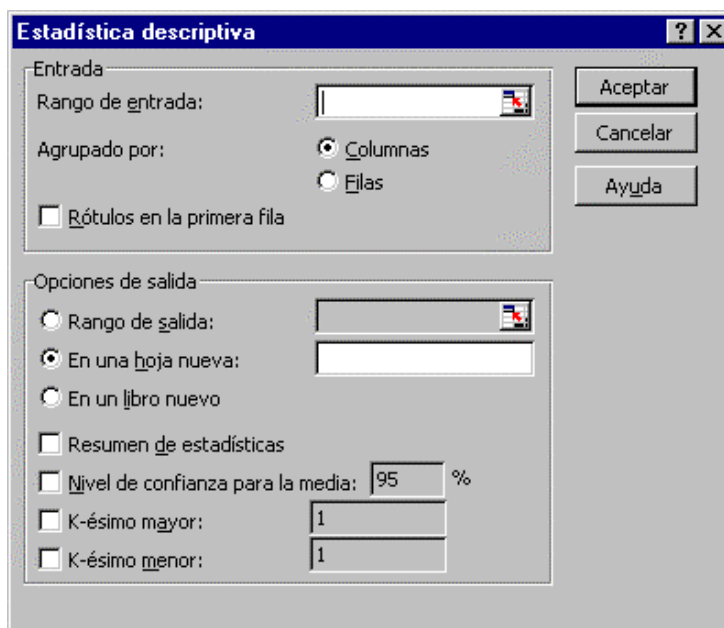 Estadística descriptiva
Entrada
Rango de entrada:
Agrupado por:
Columnas
Filas
Rótulos en la primera fila
Aceptar
Cancelar
Ayuda
Opciones de salida
Rango de salida:
En una hoja nueva:
En un libro nuevo
Resumen de estadísticas
Nivel de confianza para la media: 95 %
K-ésimo mayor: 1
K-ésimo menor: 1